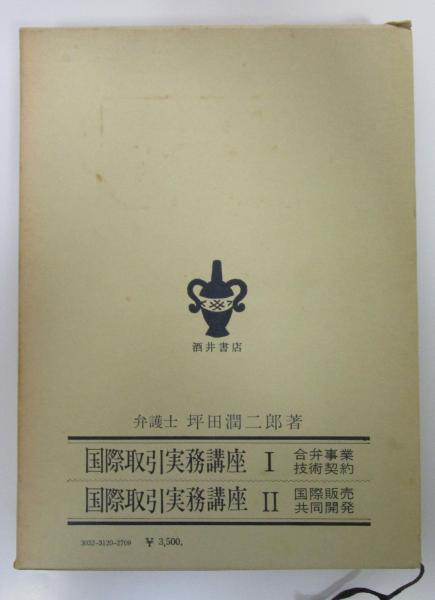 酒井書店
弁護士 坪田潤二郎著
国際取引実務講座 I 合弁事業 技術契約
国際取引実務講座 II 国際販売 共同開発
3032-3120-2709 ¥ 3,500.